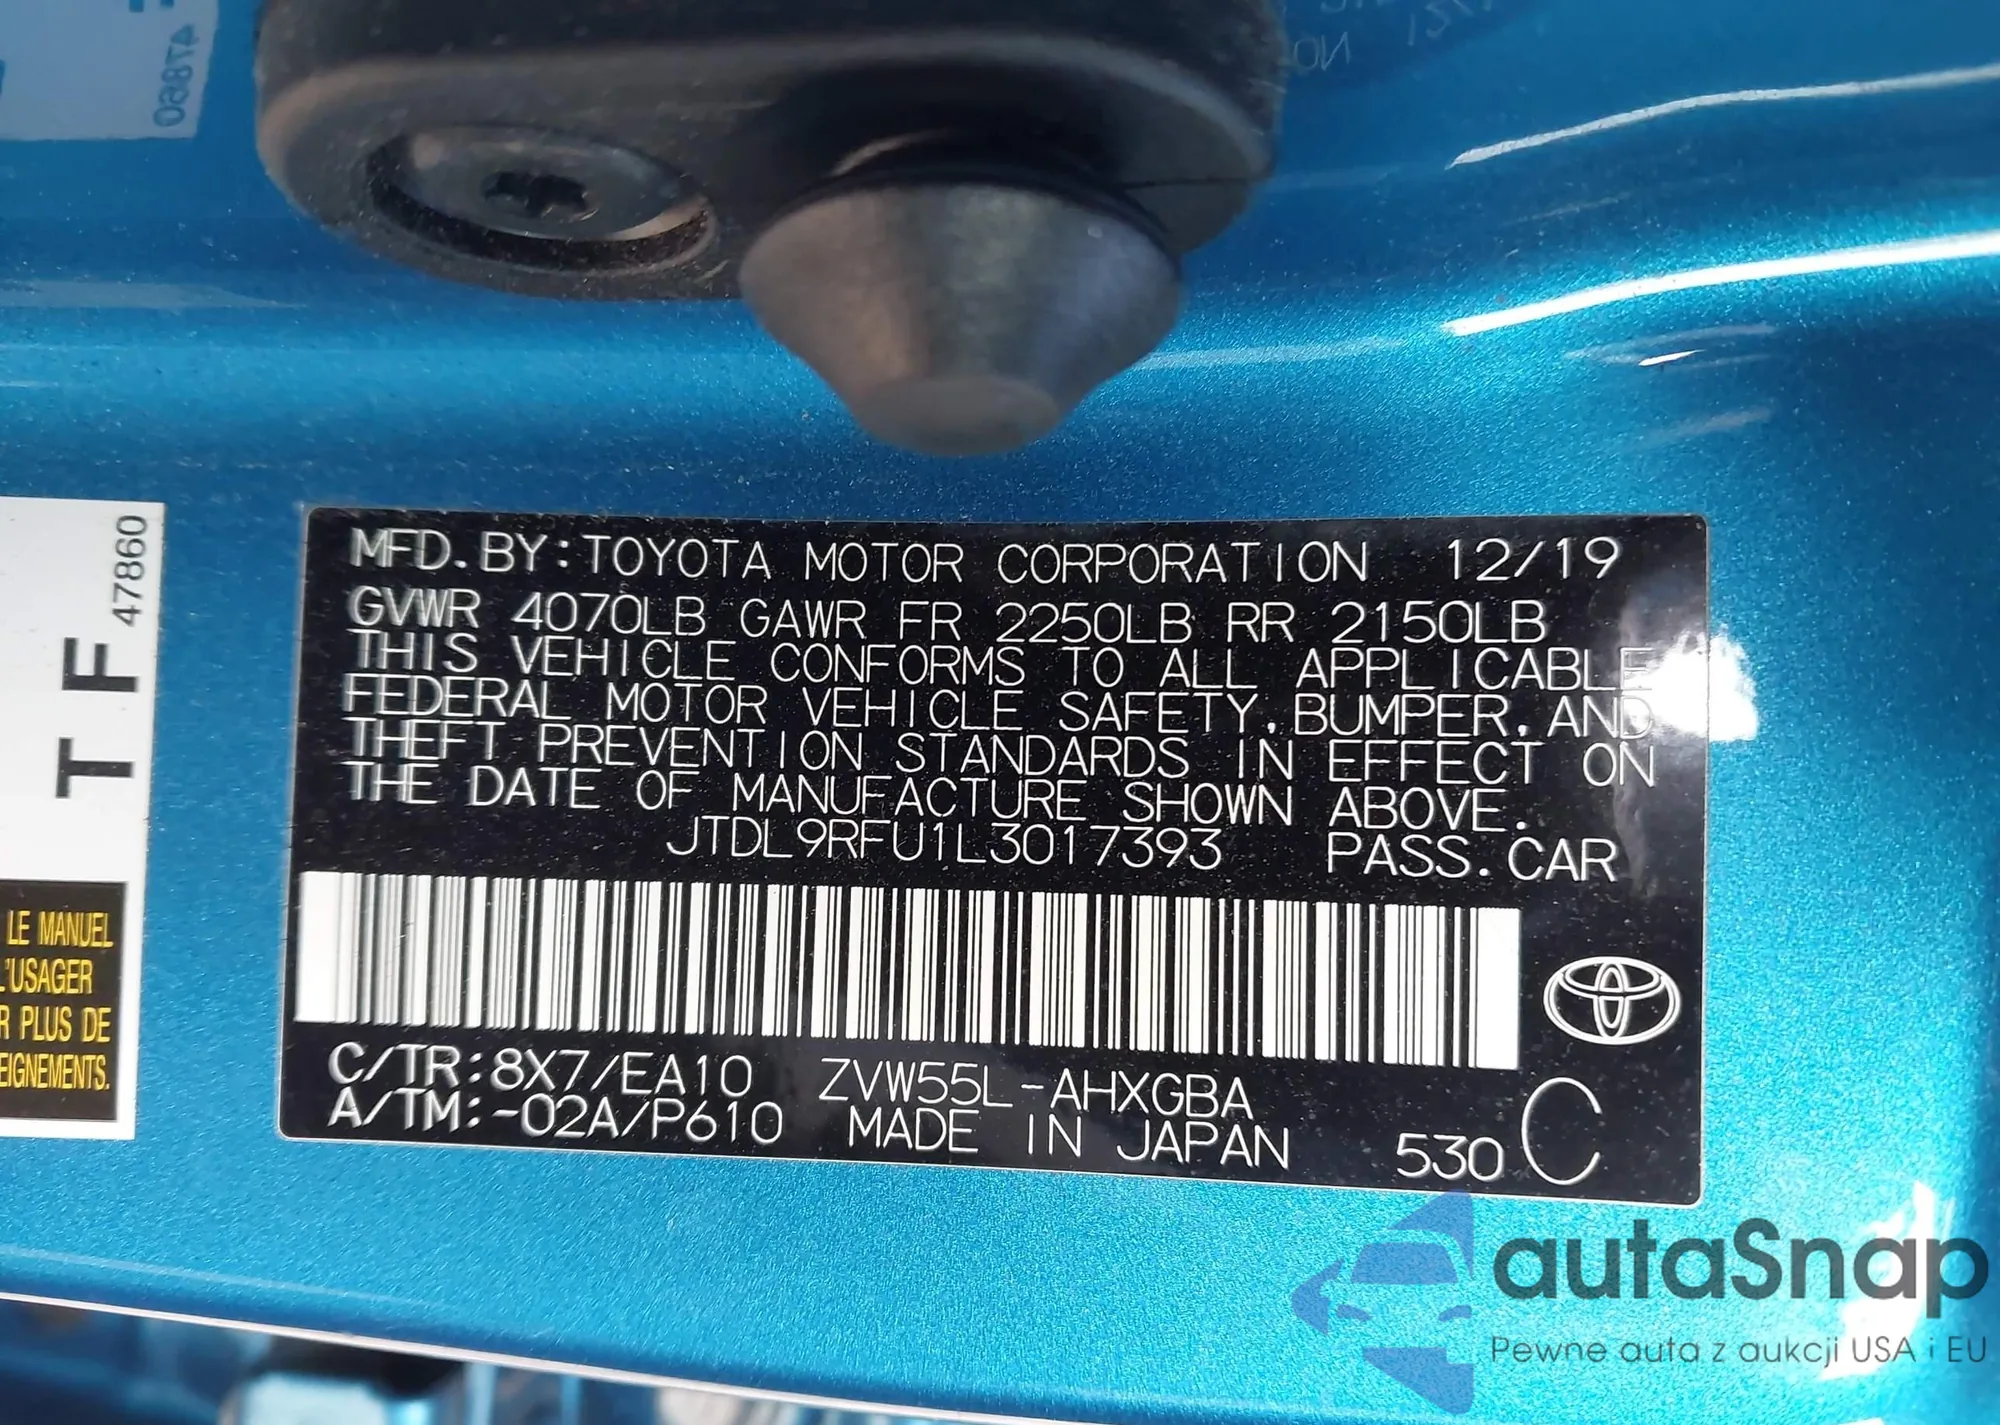 47860
T F
LE MANUEL
L'USAGER
R PLUS DE
EIGNEMENTS.
MFD. BY: TOYOTA MOTOR CORPORATION 12/19
GVWR 4070LB GAWR FR 2250LB RR 2150LB
THIS VEHICLE CONFORMS TO ALL APPLICABLE
FEDERAL MOTOR VEHICLE SAFETY, BUMPER, AND
THEFT PREVENTION STANDARDS IN EFFECT ON
THE DATE OF MANUFACTURE SHOWN ABOVE.
JTDL9RFU1L3017393 PASS. CAR
C/TR: 8X7/EA10 ZVW55L-AHXGBA
A/TM: -02A/P610 MADE IN JAPAN 530 C
autaSnap
Pewne auta z aukcji USA i EU